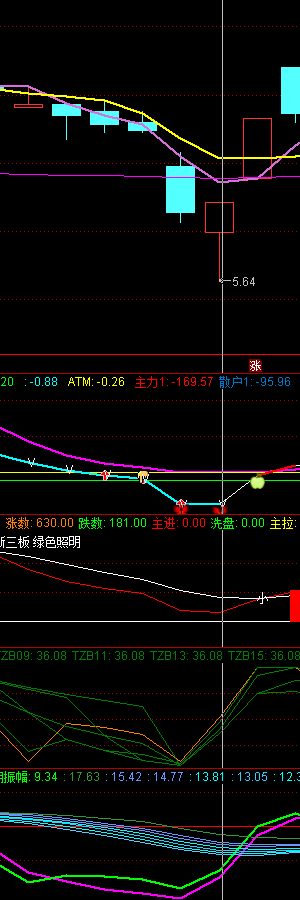 5.64
涨
20 :-0.88 ATM:-0.26 主力1:-169.57 散户1:-95.96
涨数:630.00 跌数:181.00 主进:0.00 洗盘:0.00 主拉:
新三板 绿色照明
TZB09:36.08 TZB11:36.08 TZB13:36.08 TZB15:36.08
振幅:9.34 :17.63 :15.42 :14.77 :13.81 :13.05 :12.3